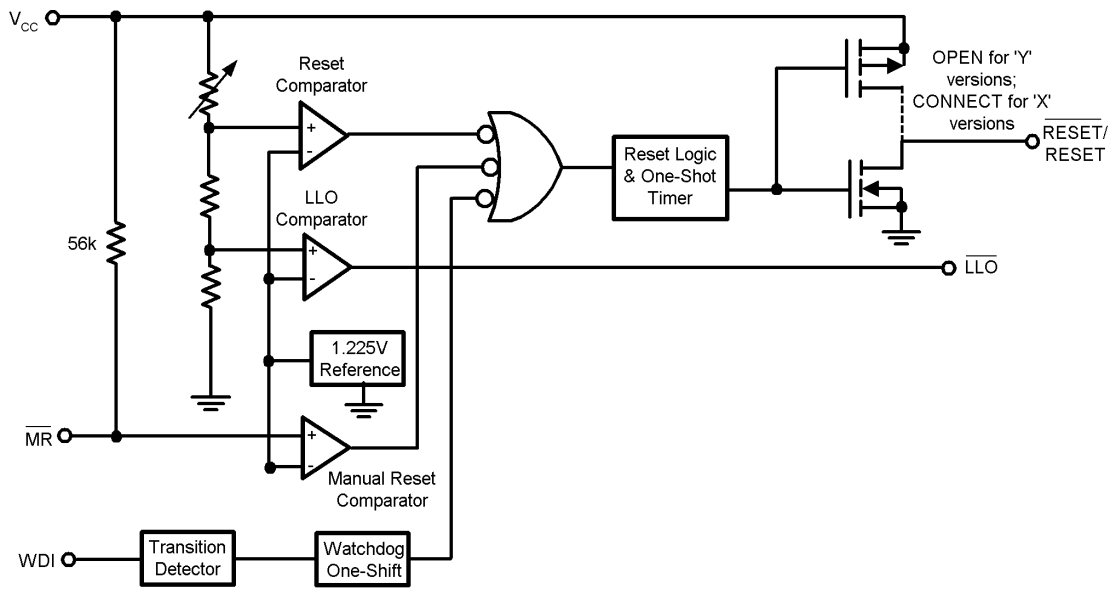 VCC
Reset
Comparator
+
-
OPEN for 'Y'
versions;
CONNECT for 'X'
versions
RESET/
RESET
Reset Logic
& One-Shot
Timer
LLO
Comparator
+
-
56k
LLO
1.225V
Reference
MR
+
-
Manual Reset
Comparator
WDI
Transition
Detector
Watchdog
One-Shift